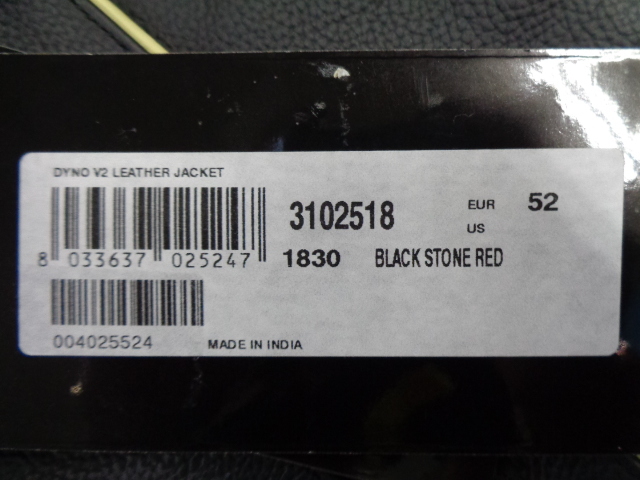 DYNO V2 LEATHER JACKET
3102518 EUR 52
US
8 033637 025247 1830 BLACK STONE RED
004025524 MADE IN INDIA